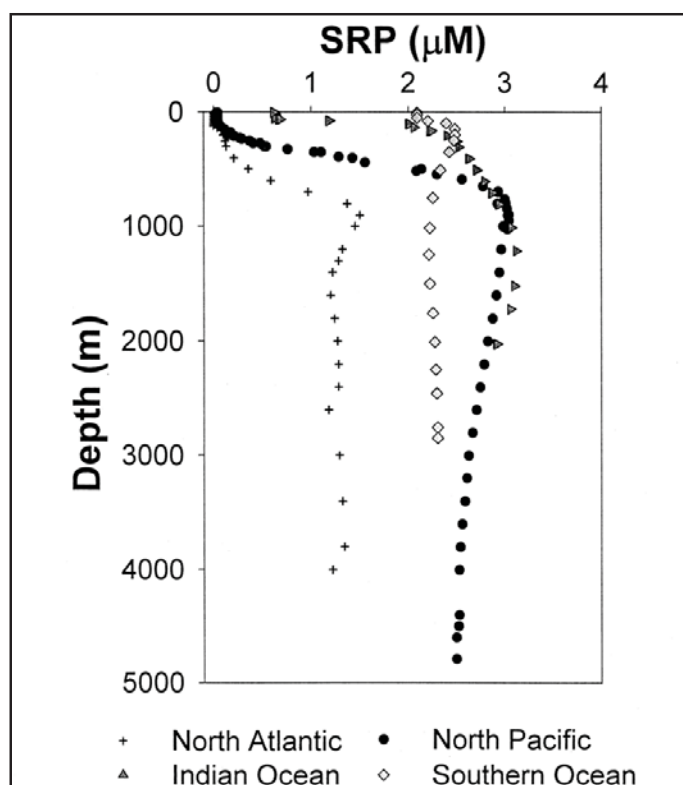 SRP (μM)
0 1 2 3 4
0
1000
2000
3000
4000
5000
Depth (m)
North Atlantic North Pacific
Indian Ocean Southern Ocean